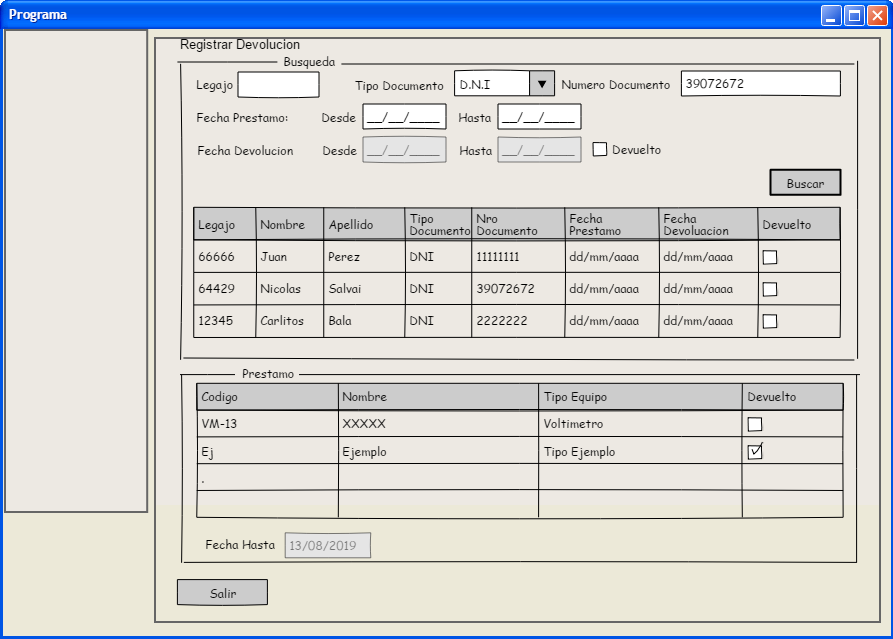 Programa
Registrar Devolucion
Busqueda
Legajo Tipo Documento D.N.I Numero Documento 39072672
Fecha Prestamo: Desde __/__/____ Hasta __/__/____
Fecha Devolucion Desde __/__/____ Hasta __/__/____ Devuelto
Buscar
Legajo Nombre Apellido Tipo Documento Nro Documento Fecha Prestamo Fecha Devoluacion Devuelto
66666 Juan Perez DNI 11111111 dd/mm/aaaa dd/mm/aaaa
64429 Nicolas Salvai DNI 39072672 dd/mm/aaaa dd/mm/aaaa
12345 Carlitos Bala DNI 2222222 dd/mm/aaaa dd/mm/aaaa
Prestamo
Codigo Nombre Tipo Equipo Devuelto
VM-13 XXXXX Voltimetro
Ej Ejemplo Tipo Ejemplo
.
Fecha Hasta 13/08/2019
Salir